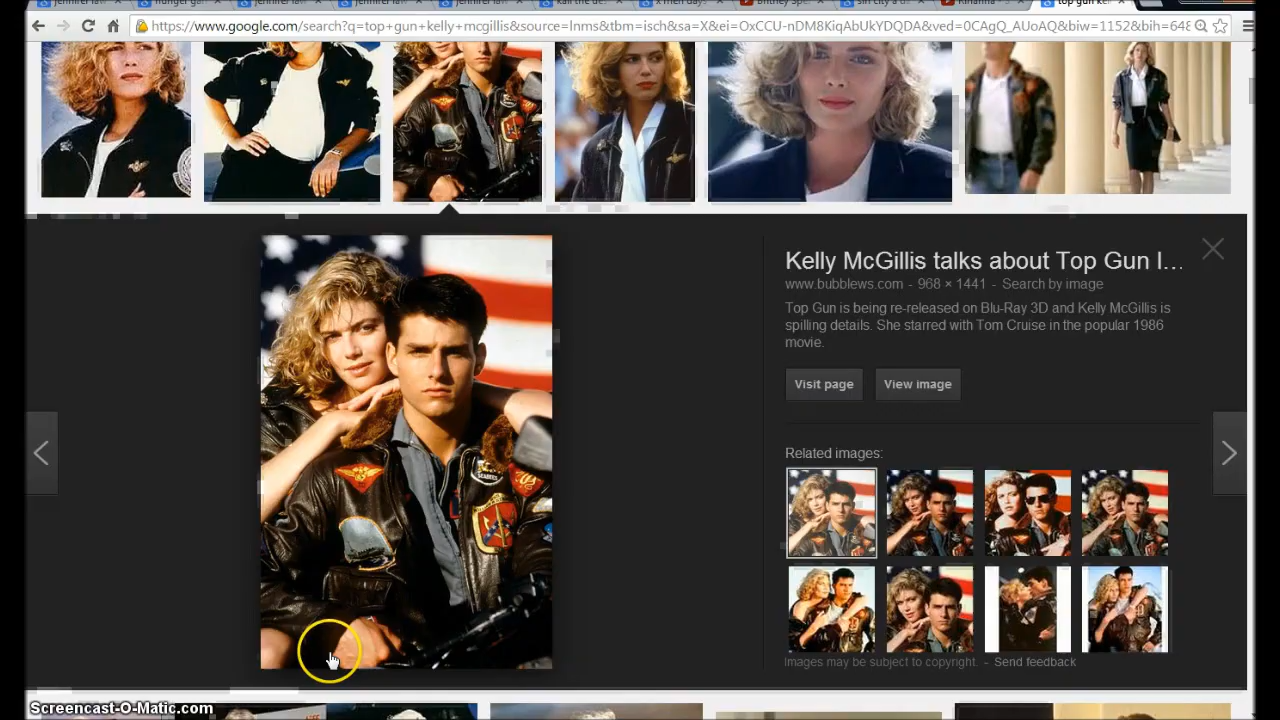 https://www.google.com/search?q=top+gun+kelly+mcgillis&source=lnms&tbm=isch&sa=X&ei=OxCCU-nDM8KiqAbUkYDQDA&ved=0CAgQ_AUoAQ&biw=1152&bih=648
Kelly McGillis talks about Top Gun I...
www.bubblews.com - 968 × 1441 - Search by image
Top Gun is being re-released on Blu-Ray 3D and Kelly McGillis is
spilling details. She starred with Tom Cruise in the popular 1986
movie.
Visit page
View image
Related images:
Images may be subject to copyright. - Send feedback
Screencast-O-Matic.com